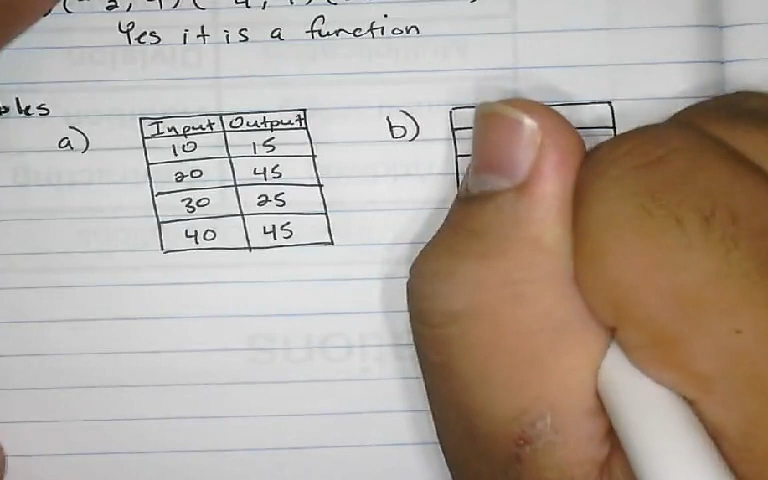 Yes it is a function
a)
Input Output
10 15
20 45
30 25
40 45
b)